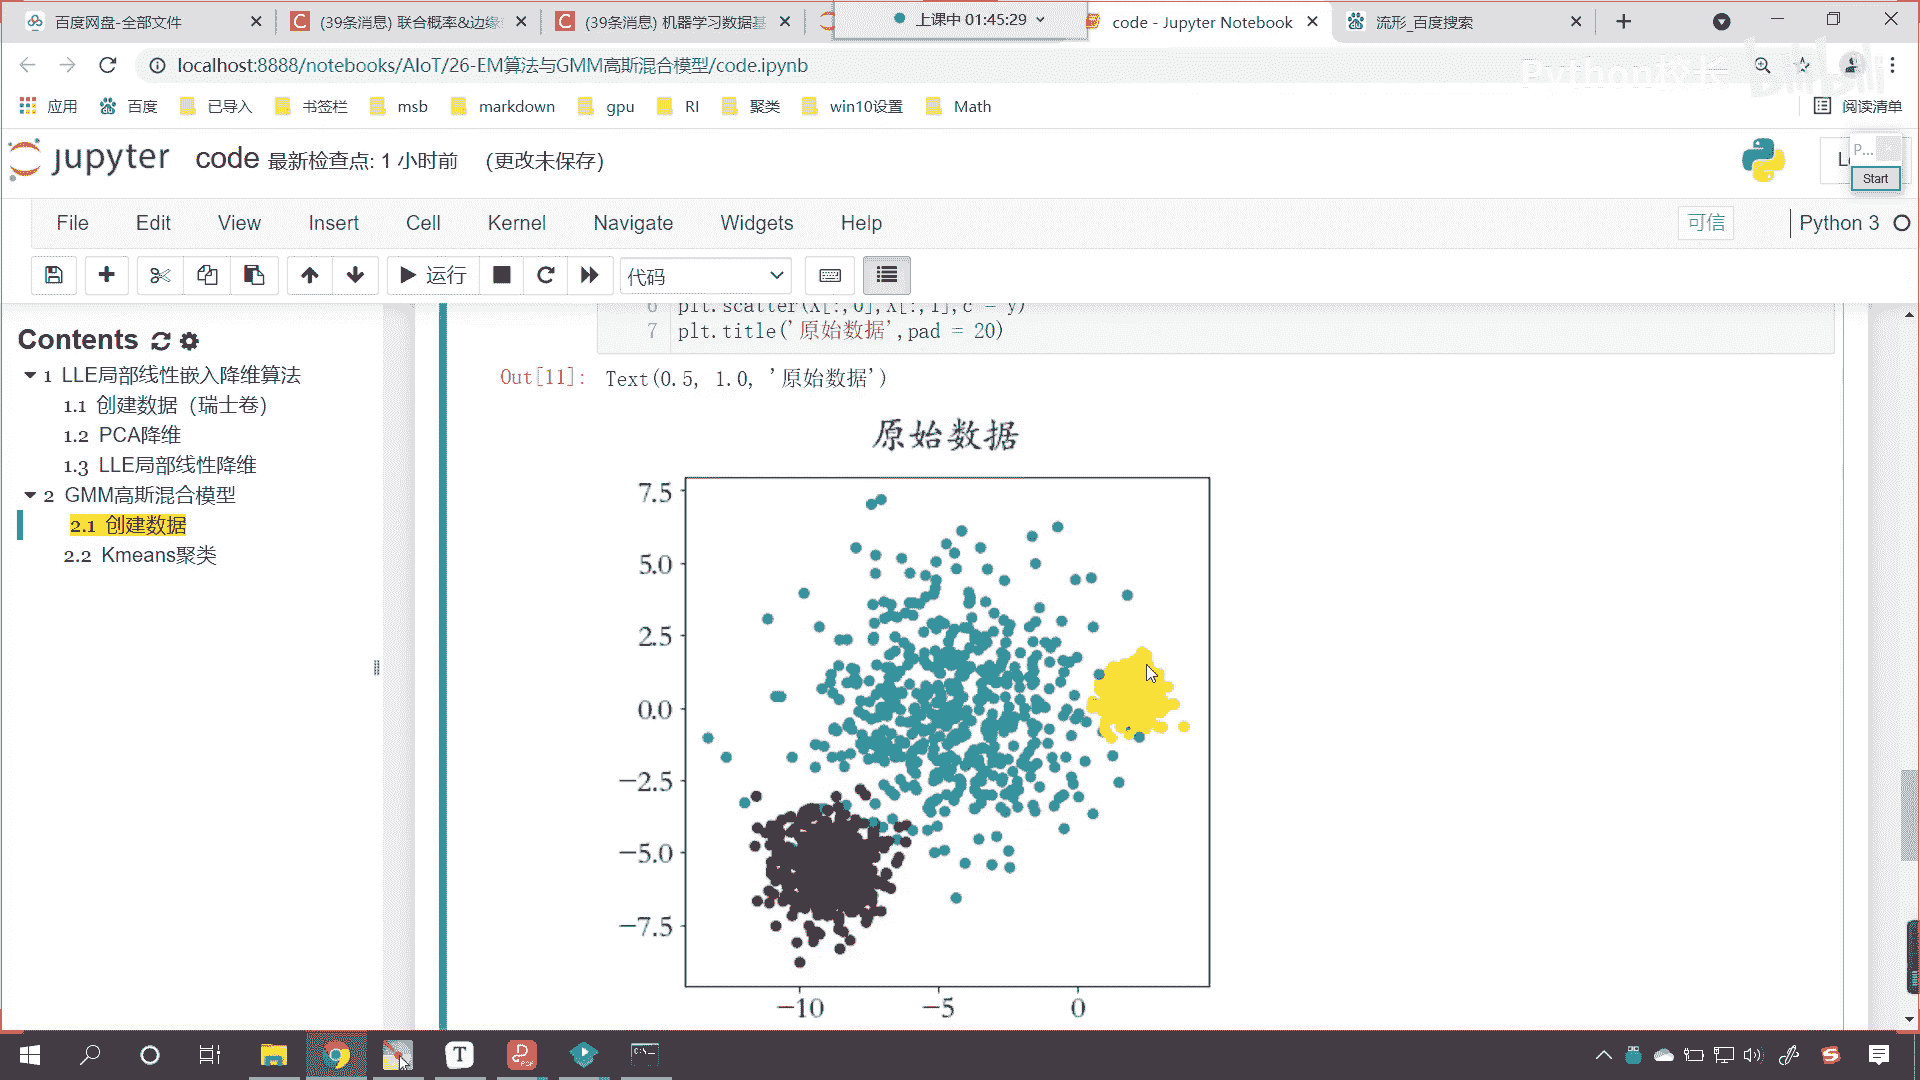 百度网盘-全部文件
(39条消息) 联合概率&边缘
(39条消息) 机器学习数据基
上课中 01:45:29
code - Jupyter Notebook
流形_百度搜索
localhost:8888/notebooks/AIoT/26-EM算法与GMM高斯混合模型/code.ipynb
Python校长
bilibili
应用
百度
已导入
书签栏
msb
markdown
gpu
RI
聚类
win10设置
Math
阅读清单
jupyter
code 最新检查点: 1 小时前 (更改未保存)
P...
Start
File
Edit
View
Insert
Cell
Kernel
Navigate
Widgets
Help
可信
Python 3
运行
代码
Contents
1 LLE局部线性嵌入降维算法
1.1 创建数据（瑞士卷）
1.2 PCA降维
1.3 LLE局部线性降维
2 GMM高斯混合模型
2.1 创建数据
2.2 Kmeans聚类
6 plt.scatter(X[:,0],X[:,1],c = y)
7 plt.title('原始数据',pad = 20)
Out[11]: Text(0.5, 1.0, '原始数据')
原始数据
7.5
5.0
2.5
0.0
−2.5
−5.0
−7.5
−10
−5
0